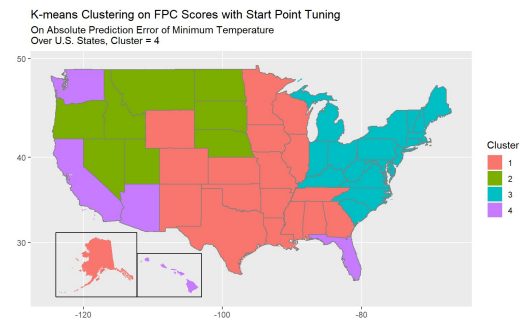 K-means Clustering on FPC Scores with Start Point Tuning
On Absolute Prediction Error of Minimum Temperature
Over U.S. States, Cluster = 4
50
40
30
-120
-100
-80
Cluster
1
2
3
4